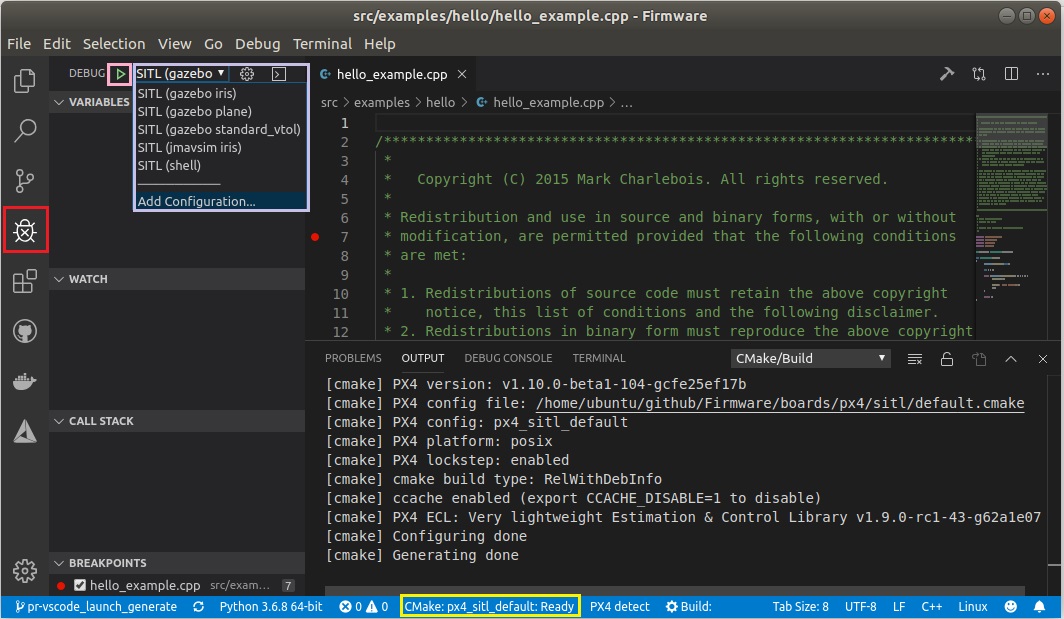 src/examples/hello/hello_example.cpp - Firmware
File Edit Selection View Go Debug Terminal Help
DEBUG SITL (gazebo
SITL (gazebo iris)
SITL (gazebo plane)
SITL (gazebo standard_vtol)
SITL (jmavsim iris)
SITL (shell)
Add Configuration...
VARIABLES
WATCH
CALL STACK
BREAKPOINTS
hello_example.cpp src/exam... 7
hello_example.cpp
src > examples > hello > hello_example.cpp > ...
1
2 /***********************************************************************
3 *
4 * Copyright (C) 2015 Mark Charlebois. All rights reserved.
5 *
6 * Redistribution and use in source and binary forms, with or without
7 * modification, are permitted provided that the following conditions
8 * are met:
9 *
10 * 1. Redistributions of source code must retain the above copyright
11 * notice, this list of conditions and the following disclaimer.
12 * 2. Redistributions in binary form must reproduce the above copyright
PROBLEMS OUTPUT DEBUG CONSOLE TERMINAL CMake/Build
[cmake] PX4 version: v1.10.0-beta1-104-gcfe25ef17b
[cmake] PX4 config file: /home/ubuntu/github/Firmware/boards/px4/sitl/default.cmake
[cmake] PX4 config: px4_sitl_default
[cmake] PX4 platform: posix
[cmake] PX4 lockstep: enabled
[cmake] cmake build type: RelWithDebInfo
[cmake] ccache enabled (export CCACHE_DISABLE=1 to disable)
[cmake] PX4 ECL: Very lightweight Estimation & Control Library v1.9.0-rc1-43-g62a1e07
[cmake] Configuring done
[cmake] Generating done
pr-vscode_launch_generate Python 3.6.8 64-bit 0 0 CMake: px4_sitl_default: Ready PX4 detect Build: Tab Size: 8 UTF-8 LF C++ Linux